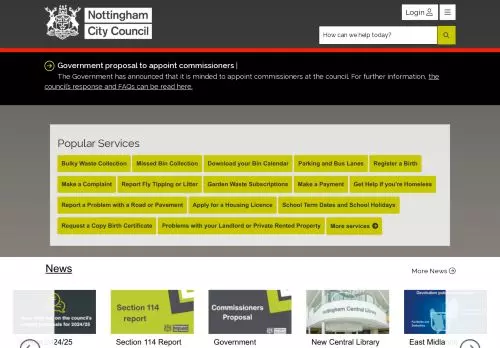 Nottingham
City Council
Login
How can we help today?
Government proposal to appoint commissioners |
The Government has announced that it is minded to appoint commissioners at the council. For further information, the
council's response and FAQs can be read here.
Popular Services
Bulky Waste Collection Missed Bin Collection Download your Bin Calendar Parking and Bus Lanes Register a Birth
Make a Complaint Report Fly Tipping or Litter Garden Waste Subscriptions Make a Payment Get Help if you're Homeless
Report a Problem with a Road or Pavement Apply for a Housing Licence School Term Dates and School Holidays
Request a Copy Birth Certificate Problems with your Landlord or Private Rented Property More services
News
More News
on the council's
for 2024/25
Section 114
report
Commissioners
Proposal
Nottingham Central Library
Section 114 Report
Government
New Central Library
East Midlands